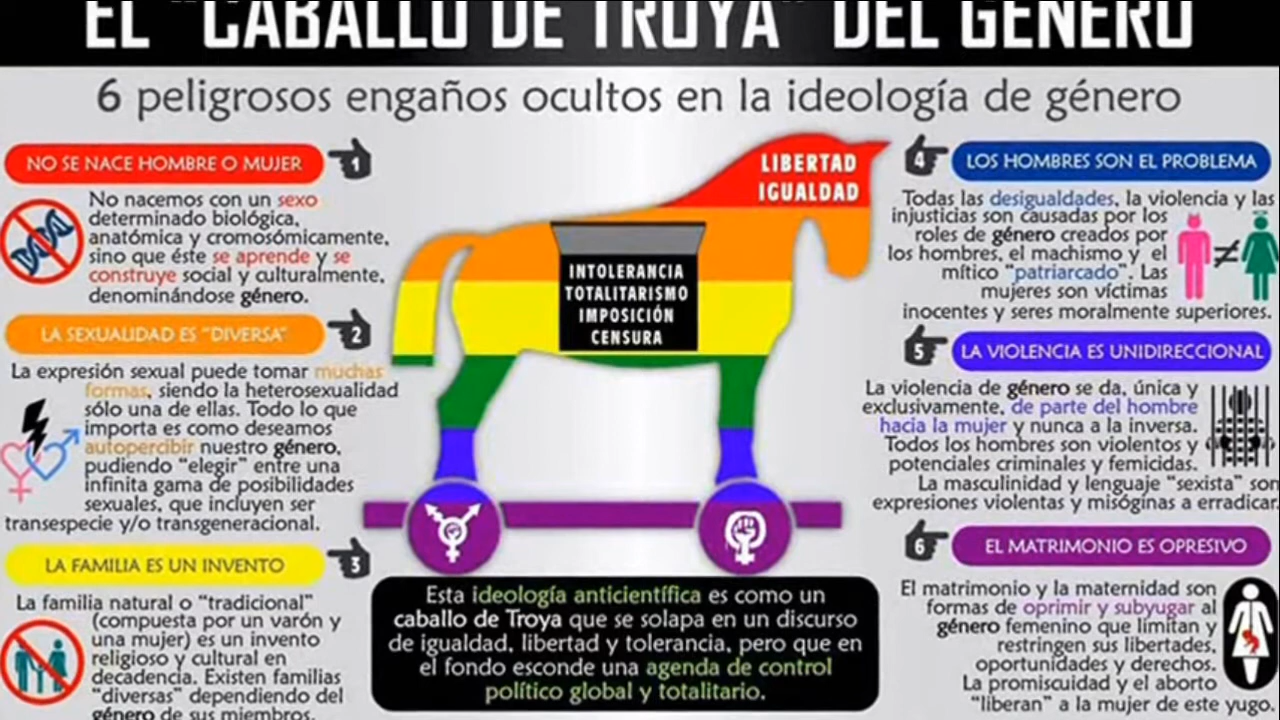 EL "CABALLO DE TROYA" DEL GÉNERO
6 peligrosos engaños ocultos en la ideología de género
NO SE NACE HOMBRE O MUJER
1
No nacemos con un sexo
determinado biológica,
anatómica y cromosómicamente,
sino que éste se aprende y se
construye social y culturalmente,
denominándose género.
LA SEXUALIDAD ES "DIVERSA"
2
La expresión sexual puede tomar muchas
formas, siendo la heterosexualidad
sólo una de ellas. Todo lo que
importa es como deseamos
autopercibir nuestro género,
pudiendo "elegir" entre una
infinita gama de posibilidades
sexuales, que incluyen ser
transespecie y/o transgeneracional.
LA FAMILIA ES UN INVENTO
3
La familia natural o "tradicional"
(compuesta por un varón y
una mujer) es un invento
religioso y cultural en
decadencia. Existen familias
"diversas" dependiendo del
género de sus miembros.
LIBERTAD
IGUALDAD
INTOLERANCIA
TOTALITARISMO
IMPOSICIÓN
CENSURA
Esta ideología anticientífica es como un
caballo de Troya que se solapa en un discurso
de igualdad, libertad y tolerancia, pero que en
el fondo esconde una agenda de control
político global y totalitario.
4
LOS HOMBRES SON EL PROBLEMA
Todas las desigualdades, la violencia y las
injusticias son causadas por los
roles de género creados por
los hombres, el machismo y el
mítico "patriarcado". Las
mujeres son víctimas
inocentes y seres moralmente superiores.
5
LA VIOLENCIA ES UNIDIRECCIONAL
La violencia de género se da, única y
exclusivamente, de parte del hombre
hacia la mujer y nunca a la inversa.
Todos los hombres son violentos y
potenciales criminales y femicidas.
La masculinidad y lenguaje "sexista" son
expresiones violentas y misóginas a erradicar.
6
EL MATRIMONIO ES OPRESIVO
El matrimonio y la maternidad son
formas de oprimir y subyugar al
género femenino que limitan y
restringen sus libertades,
oportunidades y derechos.
La promiscuidad y el aborto
"liberan" a la mujer de este yugo.